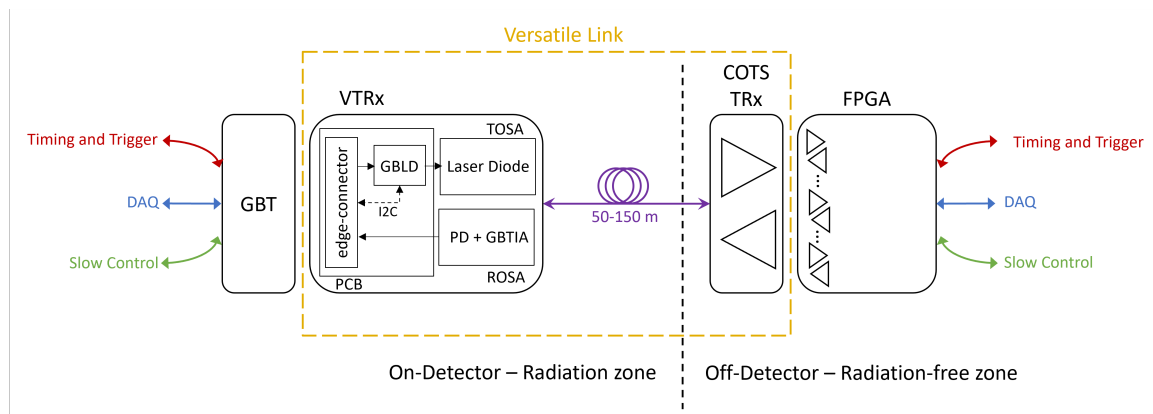 Versatile Link
VTRx
COTS
TRx
FPGA
Timing and Trigger
DAQ
Slow Control
GBT
edge-connector
GBLD
I2C
TOSA
Laser Diode
PD + GBTIA
ROSA
PCB
50-150 m
Timing and Trigger
DAQ
Slow Control
On-Detector – Radiation zone
Off-Detector – Radiation-free zone